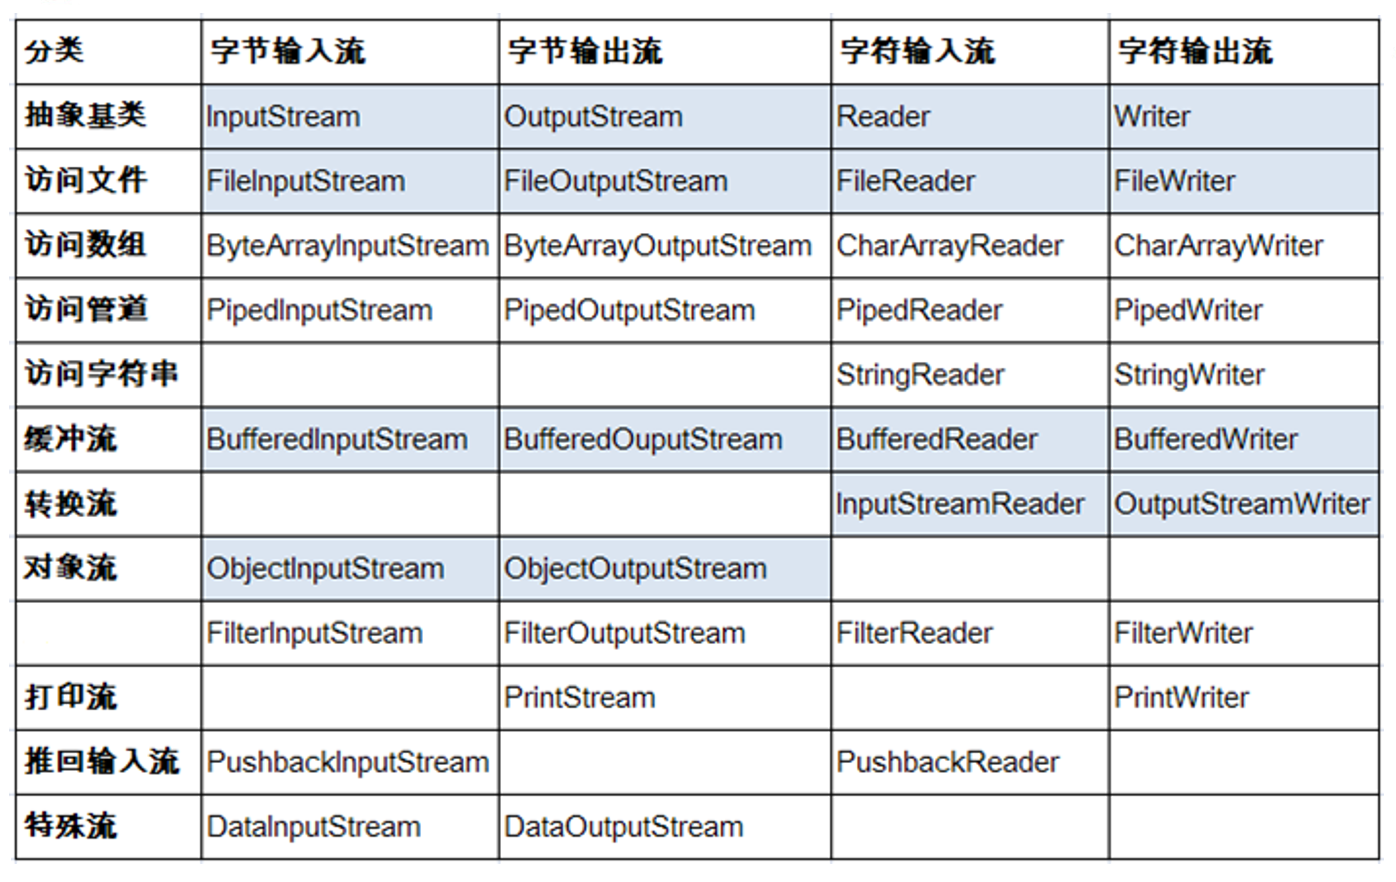 分类 字节输入流 字节输出流 字符输入流 字符输出流
抽象基类 InputStream OutputStream Reader Writer
访问文件 FileInputStream FileOutputStream FileReader FileWriter
访问数组 ByteArrayInputStream ByteArrayOutputStream CharArrayReader CharArrayWriter
访问管道 PipedInputStream PipedOutputStream PipedReader PipedWriter
访问字符串 StringReader StringWriter
缓冲流 BufferedInputStream BufferedOuputStream BufferedReader BufferedWriter
转换流 InputStreamReader OutputStreamWriter
对象流 ObjectInputStream ObjectOutputStream
FilterInputStream FilterOutputStream FilterReader FilterWriter
打印流 PrintStream PrintWriter
推回输入流 PushbackInputStream PushbackReader
特殊流 DataInputStream DataOutputStream